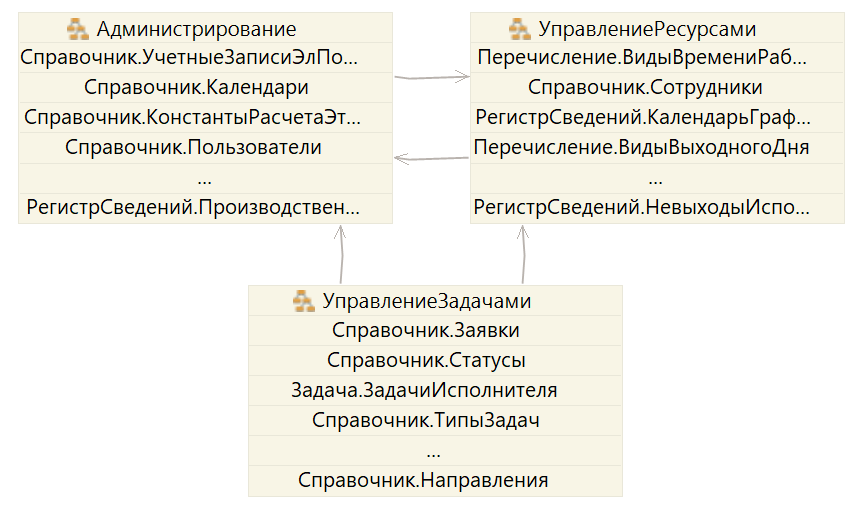 Администрирование
Справочник.УчетныеЗаписиЭлПо...
Справочник.Календари
Справочник.КонстантыРасчетаЭт...
Справочник.Пользователи
...
РегистрСведений.Производствен...
УправлениеРесурсами
Перечисление.ВидыВремениРаб...
Справочник.Сотрудники
РегистрСведений.КалендарьГраф...
Перечисление.ВидыВыходногоДня
...
РегистрСведений.НевыходыИспо...
УправлениеЗадачами
Справочник.Заявки
Справочник.Статусы
Задача.ЗадачиИсполнителя
Справочник.ТипыЗадач
...
Справочник.Направления